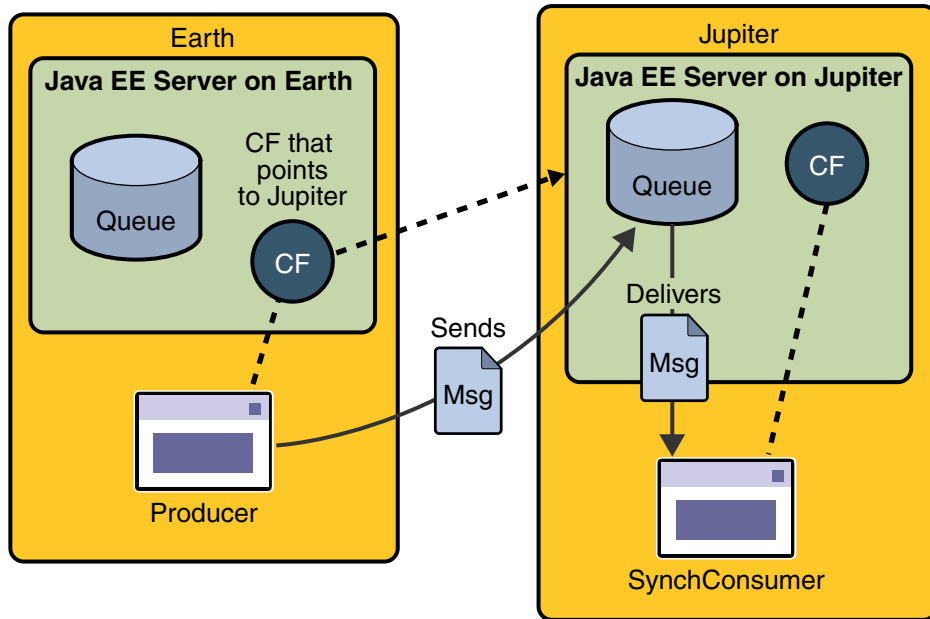 Earth
Java EE Server on Earth
Queue
CF that
points
to Jupiter
CF
Producer
Sends
Msg
Jupiter
Java EE Server on Jupiter
Queue
CF
Delivers
Msg
SynchConsumer